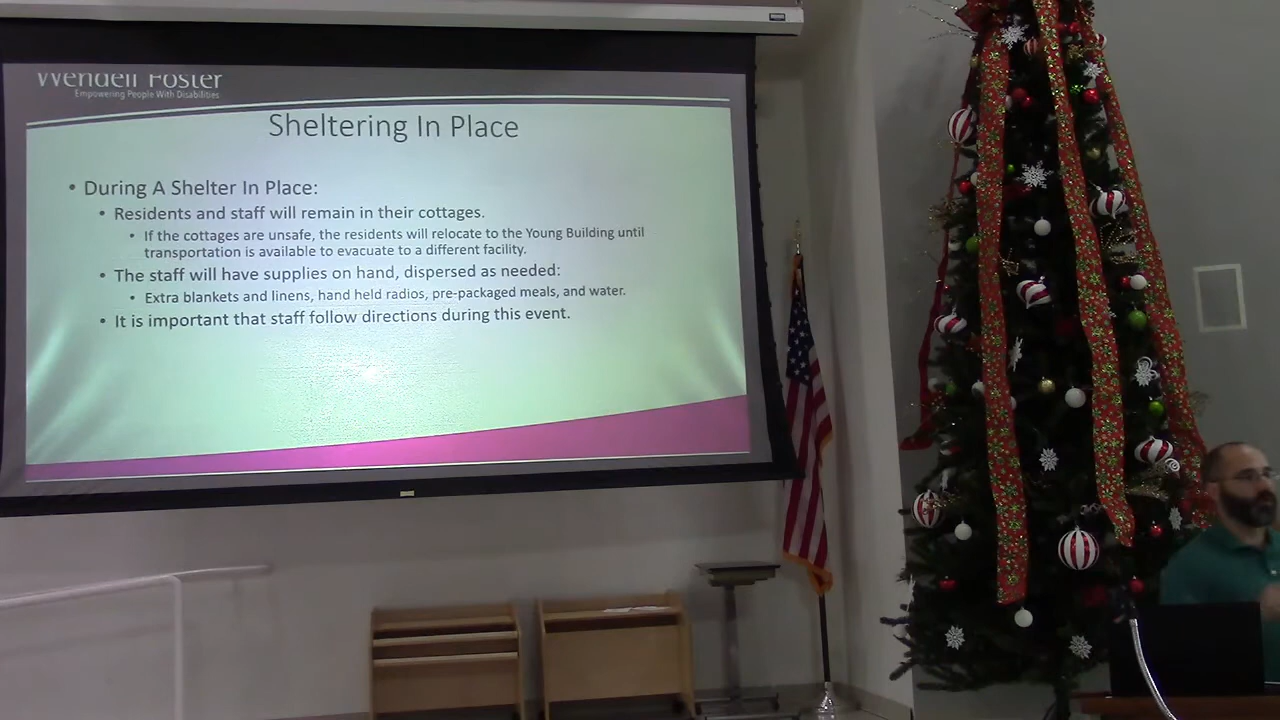 Wendell Foster
Empowering People With Disabilities
Sheltering In Place
• During A Shelter In Place:
• Residents and staff will remain in their cottages.
• If the cottages are unsafe, the residents will relocate to the Young Building until
transportation is available to evacuate to a different facility.
• The staff will have supplies on hand, dispersed as needed:
• Extra blankets and linens, hand held radios, pre-packaged meals, and water.
• It is important that staff follow directions during this event.